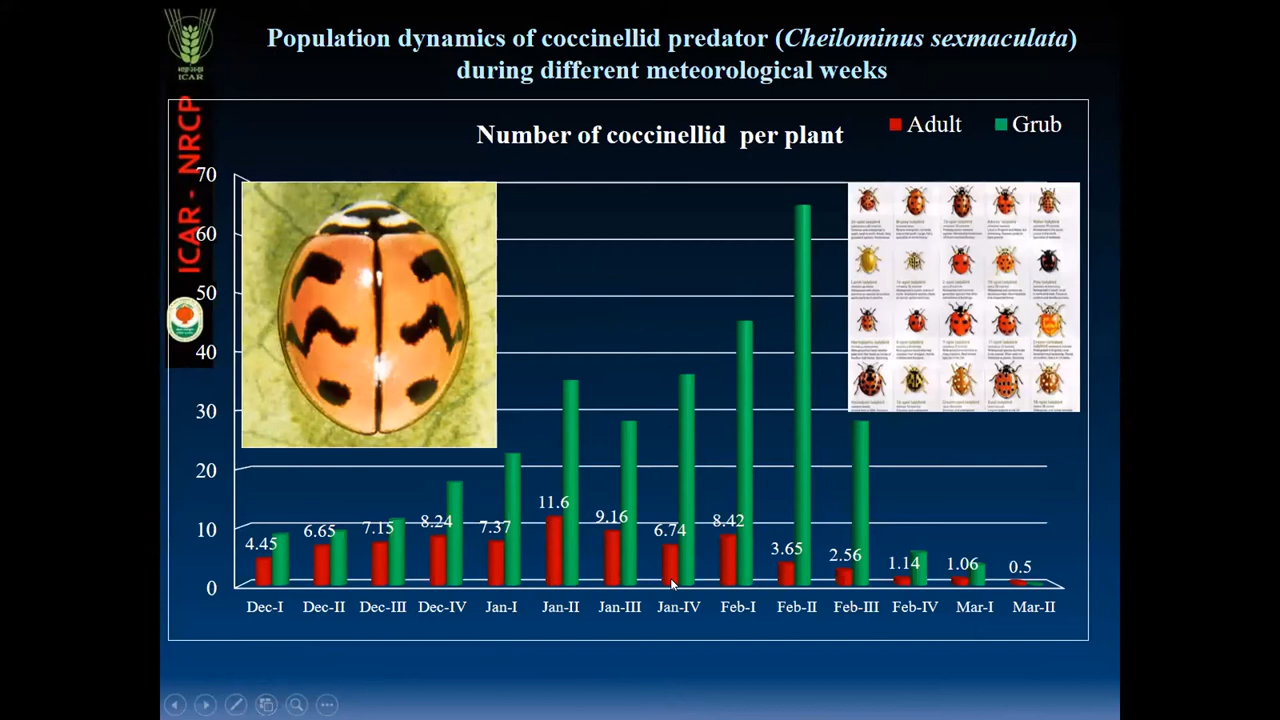 Population dynamics of coccinellid predator (Cheilominus sexmaculata)
during different meteorological weeks
ICAR
ICAR - NRCP
Number of coccinellid per plant
Adult
Grub
70
60
50
40
30
20
10
0
4.45
6.65
7.15
8.24
7.37
11.6
9.16
6.74
8.42
3.65
2.56
1.14
1.06
0.5
Dec-I
Dec-II
Dec-III
Dec-IV
Jan-I
Jan-II
Jan-III
Jan-IV
Feb-I
Feb-II
Feb-III
Feb-IV
Mar-I
Mar-II